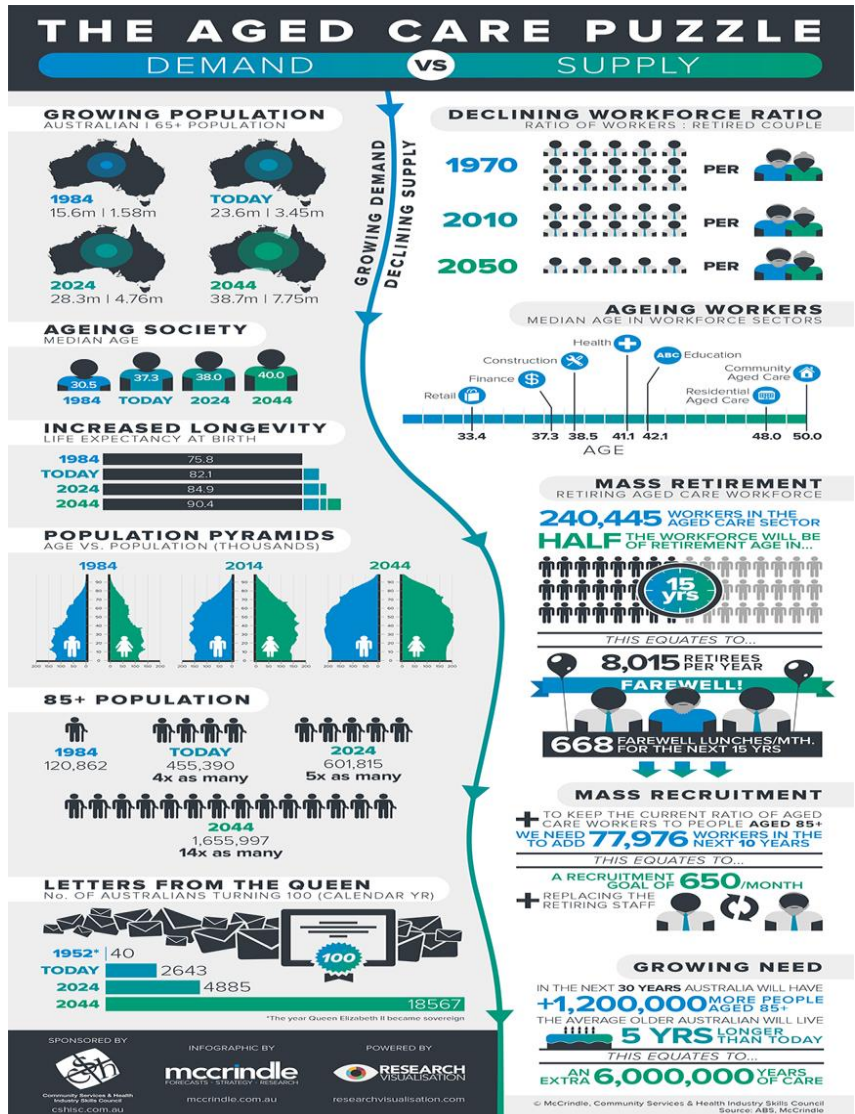 THE AGED CARE PUZZLE
DEMAND VS SUPPLY
GROWING POPULATION
AUSTRALIAN | 65+ POPULATION
1984
15.6m | 1.58m
TODAY
23.6m | 3.45m
2024
28.3m | 4.76m
2044
38.7m | 7.75m
AGEING SOCIETY
MEDIAN AGE
30.5 37.3 38.0 40.0
1984 TODAY 2024 2044
INCREASED LONGEVITY
LIFE EXPECTANCY AT BIRTH
1984 75.8
TODAY 82.1
2024 84.9
2044 90.4
POPULATION PYRAMIDS
AGE VS. POPULATION (THOUSANDS)
1984 2014 2044
85+ POPULATION
1984
120,862
TODAY
455,390
4x as many
2024
601,815
5x as many
2044
1,655,997
14x as many
LETTERS FROM THE QUEEN
No. OF AUSTRALIANS TURNING 100 (CALENDAR YR)
100
1952* 40
TODAY 2643
2024 4885
2044 18567
*The year Queen Elizabeth II became sovereign
GROWING DEMAND
DECLINING SUPPLY
DECLINING WORKFORCE RATIO
RATIO OF WORKERS : RETIRED COUPLE
1970 PER
2010 PER
2050 PER
AGEING WORKERS
MEDIAN AGE IN WORKFORCE SECTORS
Health
Construction
ABC Education
Finance
Community
Aged Care
Retail
Residential
Aged Care
33.4 37.3 38.5 41.1 42.1 48.0 50.0
AGE
MASS RETIREMENT
RETIRING AGED CARE WORKFORCE
240,445 WORKERS IN THE
AGED CARE SECTOR
HALF THE WORKFORCE WILL BE
OF RETIREMENT AGE IN...
15
yrs
THIS EQUATES TO...
8,015 RETIREES
PER YEAR
FAREWELL!
668 FAREWELL LUNCHES/MTH.
FOR THE NEXT 15 YRS
MASS RECRUITMENT
+ TO KEEP THE CURRENT RATIO OF AGED
CARE WORKERS TO PEOPLE AGED 85+
WE NEED
TO ADD 77,976 WORKERS IN THE
NEXT 10 YEARS
THIS EQUATES TO...
A RECRUITMENT
GOAL OF 650/MONTH
+ REPLACING THE
RETIRING STAFF
GROWING NEED
IN THE NEXT 30 YEARS AUSTRALIA WILL HAVE
+1,200,000 MORE PEOPLE
AGED 85+
THE AVERAGE OLDER AUSTRALIAN WILL LIVE
5 YRS LONGER
THAN TODAY
THIS EQUATES TO...
AN
EXTRA 6,000,000 YEARS
OF CARE
SPONSORED BY
Community Services & Health
Industry Skills Council
cshisc.com.au
INFOGRAPHIC BY
mccrindle
FORECASTS · STRATEGY · RESEARCH
mccrindle.com.au
POWERED BY
RESEARCH
VISUALISATION
researchvisualisation.com
© McCrindle, Community Services & Health Industry Skills Council
Source: ABS, McCrindle